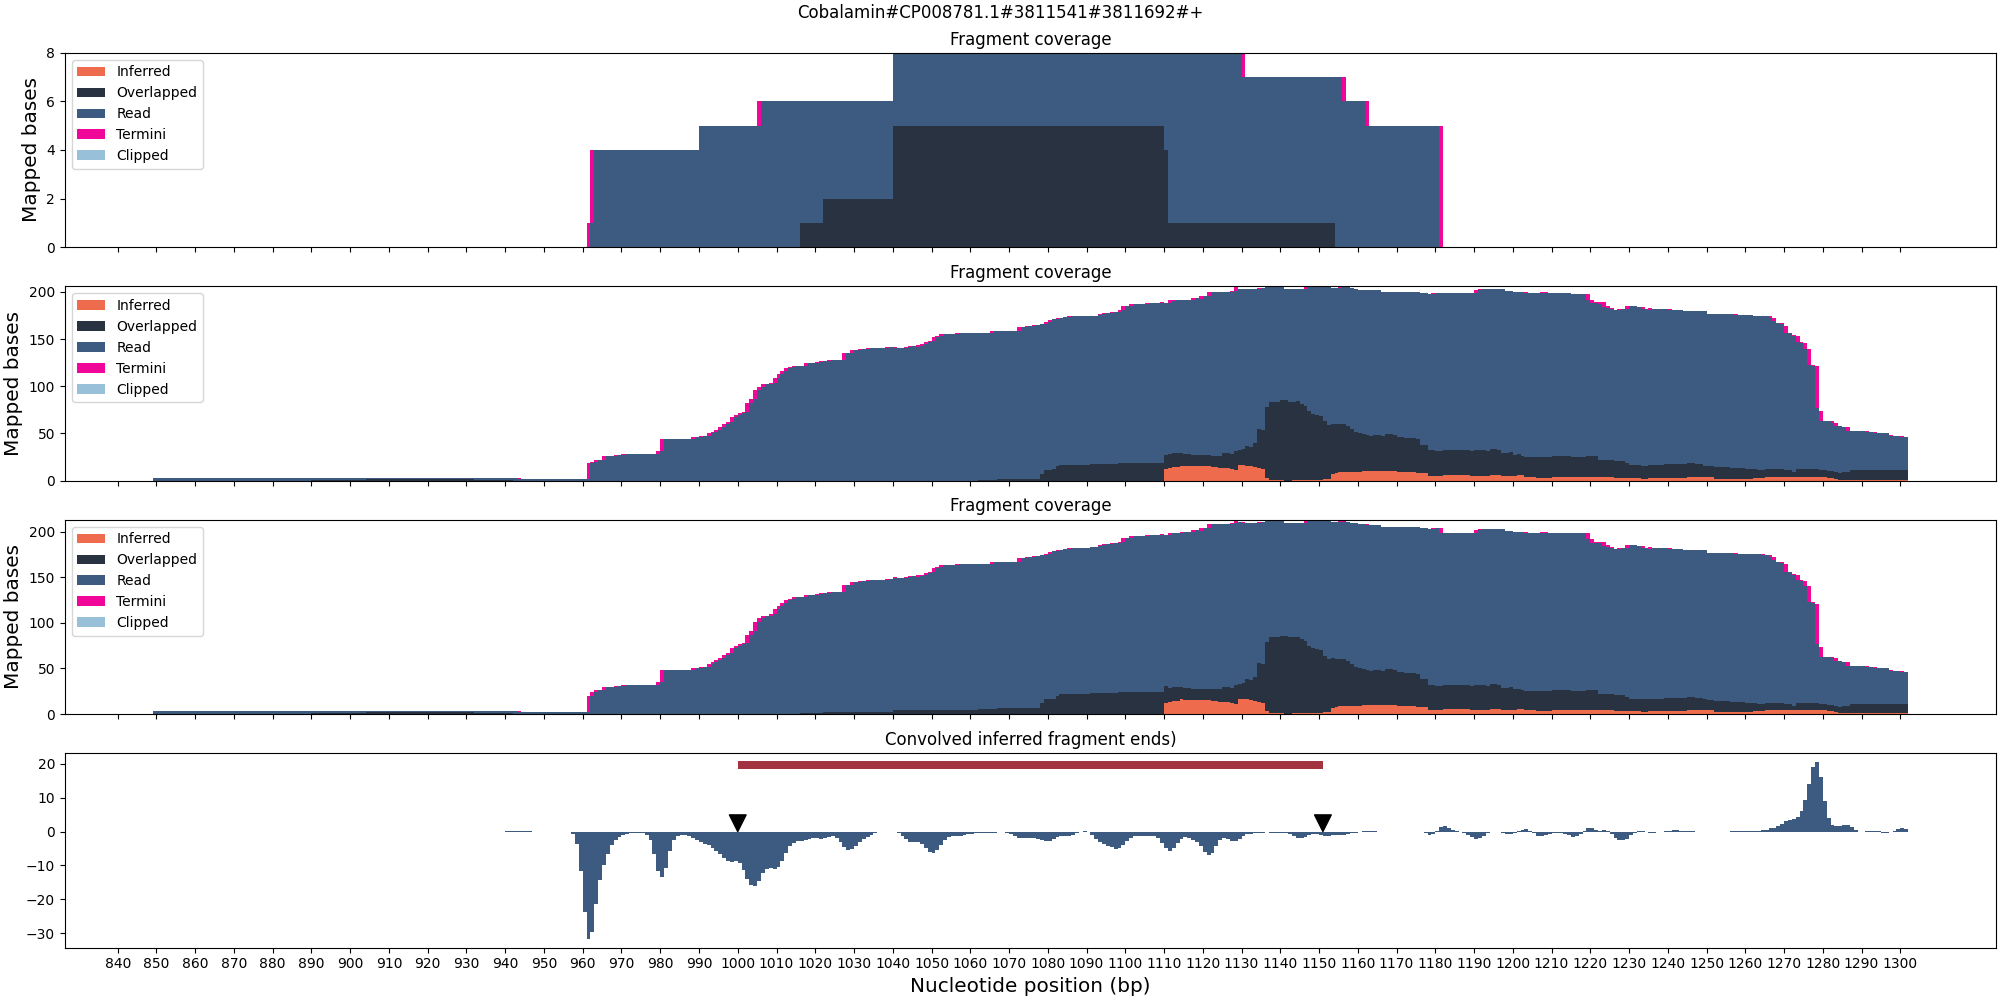 Cobalamin#CP008781.1#3811541#3811692#+
Fragment coverage
Mapped bases
8
6
4
2
0
Inferred
Overlapped
Read
Termini
Clipped
Fragment coverage
Mapped bases
200
150
100
50
0
Inferred
Overlapped
Read
Termini
Clipped
Fragment coverage
Mapped bases
200
150
100
50
0
Inferred
Overlapped
Read
Termini
Clipped
Convolved inferred fragment ends)
20
10
0
−10
−20
−30
840 850 860 870 880 890 900 910 920 930 940 950 960 970 980 990 1000 1010 1020 1030 1040 1050 1060 1070 1080 1090 1100 1110 1120 1130 1140 1150 1160 1170 1180 1190 1200 1210 1220 1230 1240 1250 1260 1270 1280 1290 1300
Nucleotide position (bp)